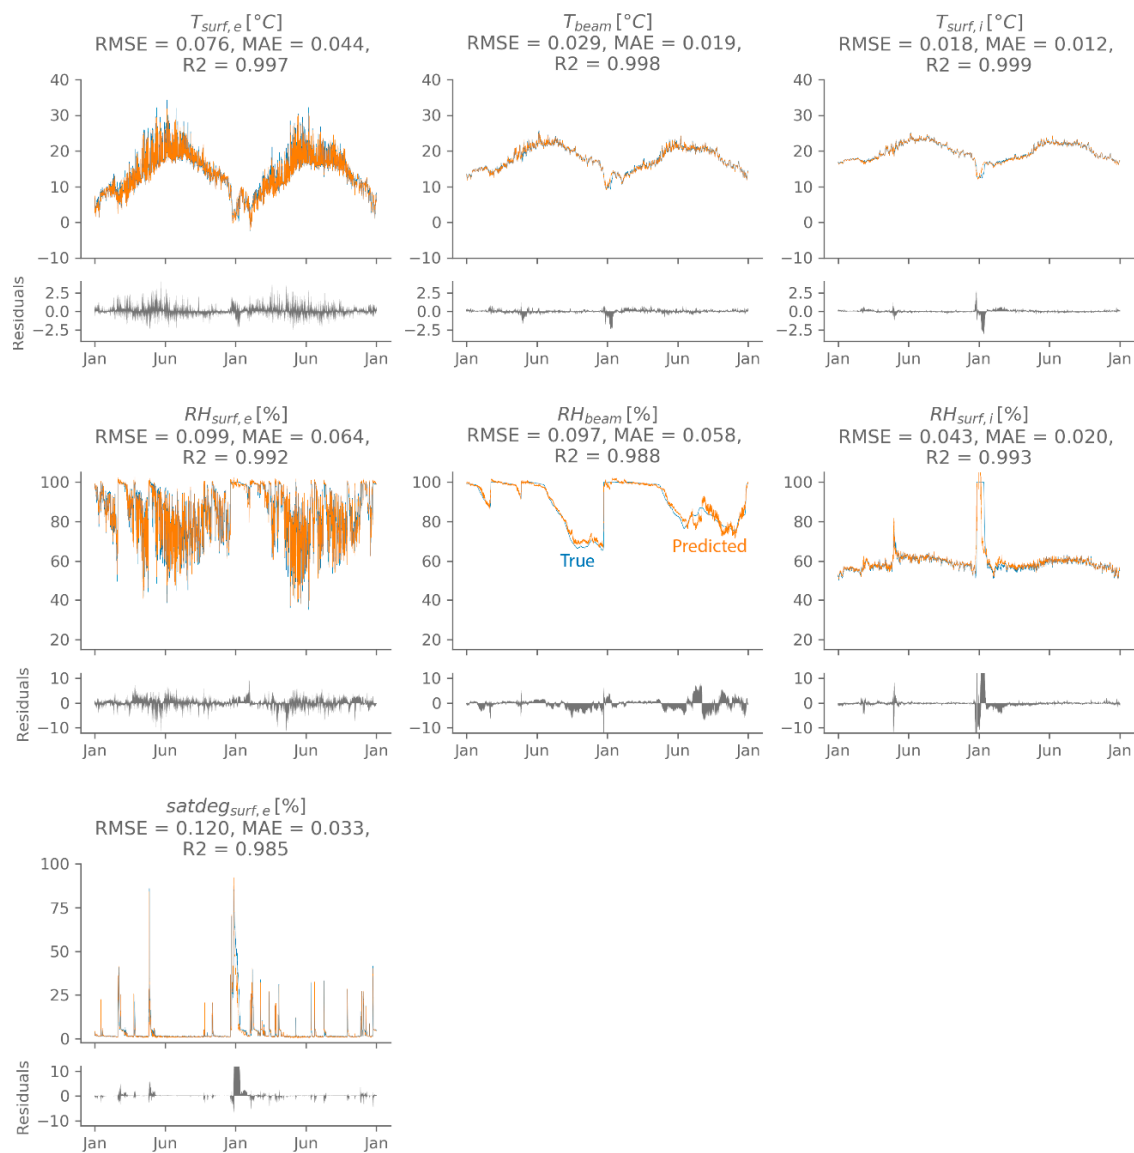 T_surf,e [°C]
RMSE = 0.076, MAE = 0.044,
R2 = 0.997
40
30
20
10
0
−10
Residuals
2.5
0.0
−2.5
Jan Jun Jan Jun Jan
T_beam [°C]
RMSE = 0.029, MAE = 0.019,
R2 = 0.998
40
30
20
10
0
−10
2.5
0.0
−2.5
Jan Jun Jan Jun Jan
T_surf,i [°C]
RMSE = 0.018, MAE = 0.012,
R2 = 0.999
40
30
20
10
0
−10
2.5
0.0
−2.5
Jan Jun Jan Jun Jan
RH_surf,e [%]
RMSE = 0.099, MAE = 0.064,
R2 = 0.992
100
80
60
40
20
Residuals
10
0
−10
Jan Jun Jan Jun Jan
RH_beam [%]
RMSE = 0.097, MAE = 0.058,
R2 = 0.988
100
80
60
40
20
True
Predicted
10
0
−10
Jan Jun Jan Jun Jan
RH_surf,i [%]
RMSE = 0.043, MAE = 0.020,
R2 = 0.993
100
80
60
40
20
10
0
−10
Jan Jun Jan Jun Jan
satdeg_surf,e [%]
RMSE = 0.120, MAE = 0.033,
R2 = 0.985
100
75
50
25
0
Residuals
10
0
−10
Jan Jun Jan Jun Jan